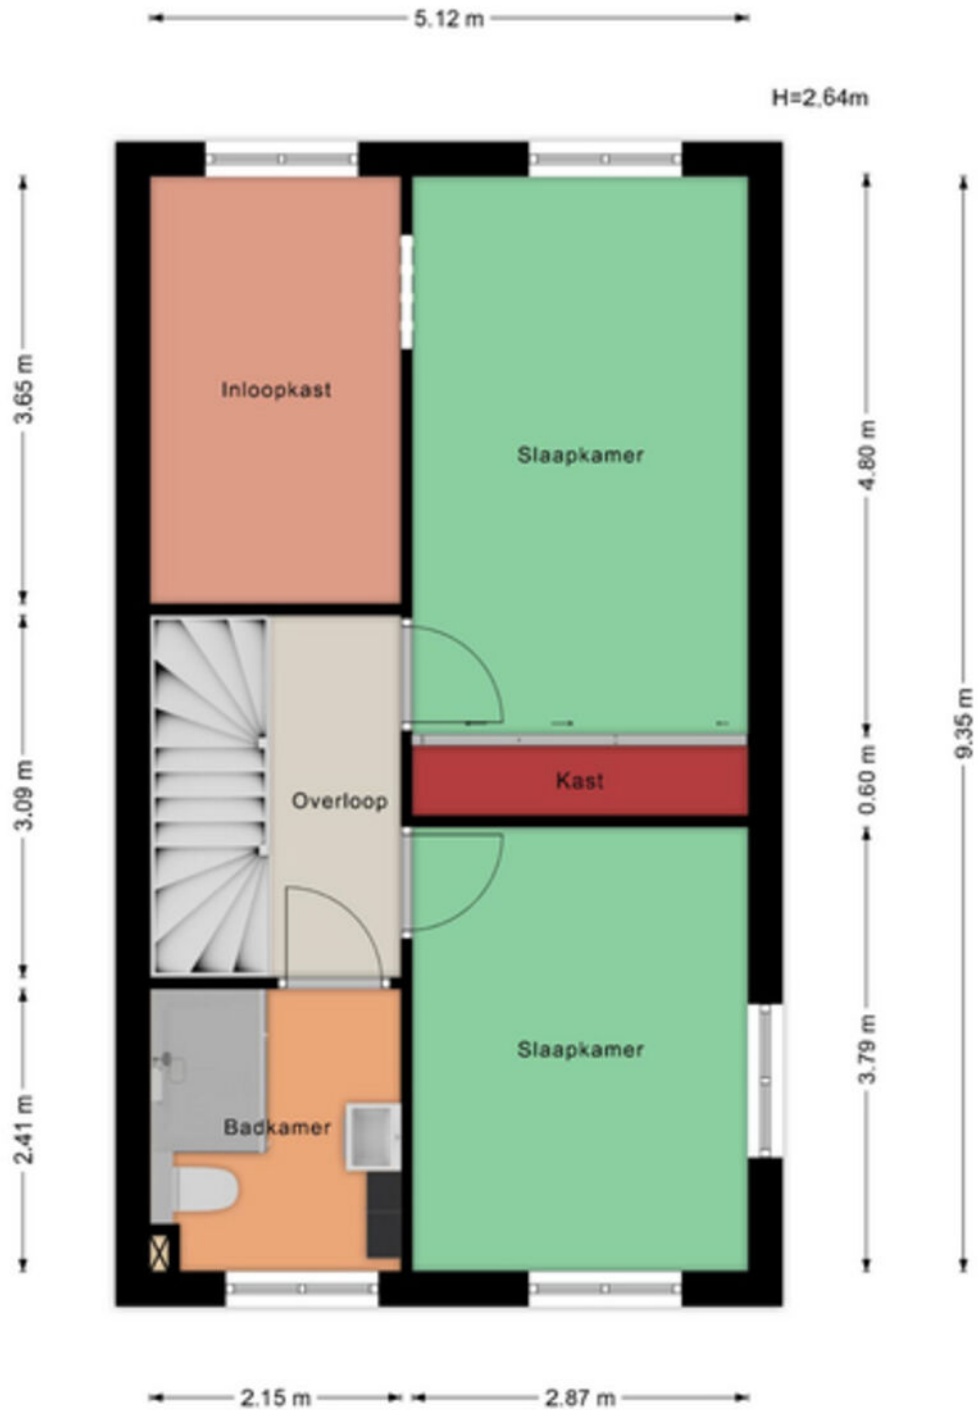 5.12 m
H=2.64m
3.65 m
Inloopkast
Slaapkamer
4.80 m
9.35 m
3.09 m
Overloop
Kast
0.60 m
Slaapkamer
3.79 m
2.41 m
Badkamer
2.15 m
2.87 m